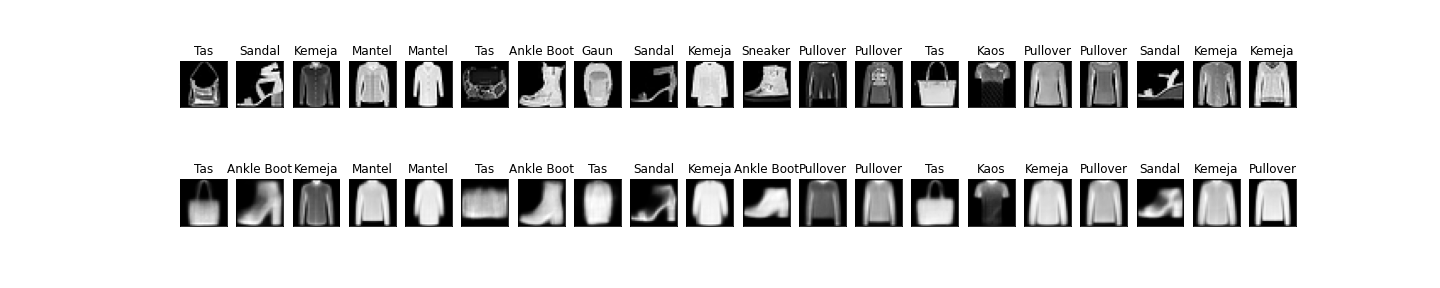 Tas Sandal Kemeja Mantel Mantel Tas Ankle Boot Gaun Sandal Kemeja Sneaker Pullover Pullover Tas Kaos Pullover Pullover Sandal Kemeja Kemeja
Tas Ankle Boot Kemeja Mantel Mantel Tas Ankle Boot Tas Sandal Kemeja Ankle Boot Pullover Pullover Tas Kaos Kemeja Pullover Sandal Kemeja Pullover